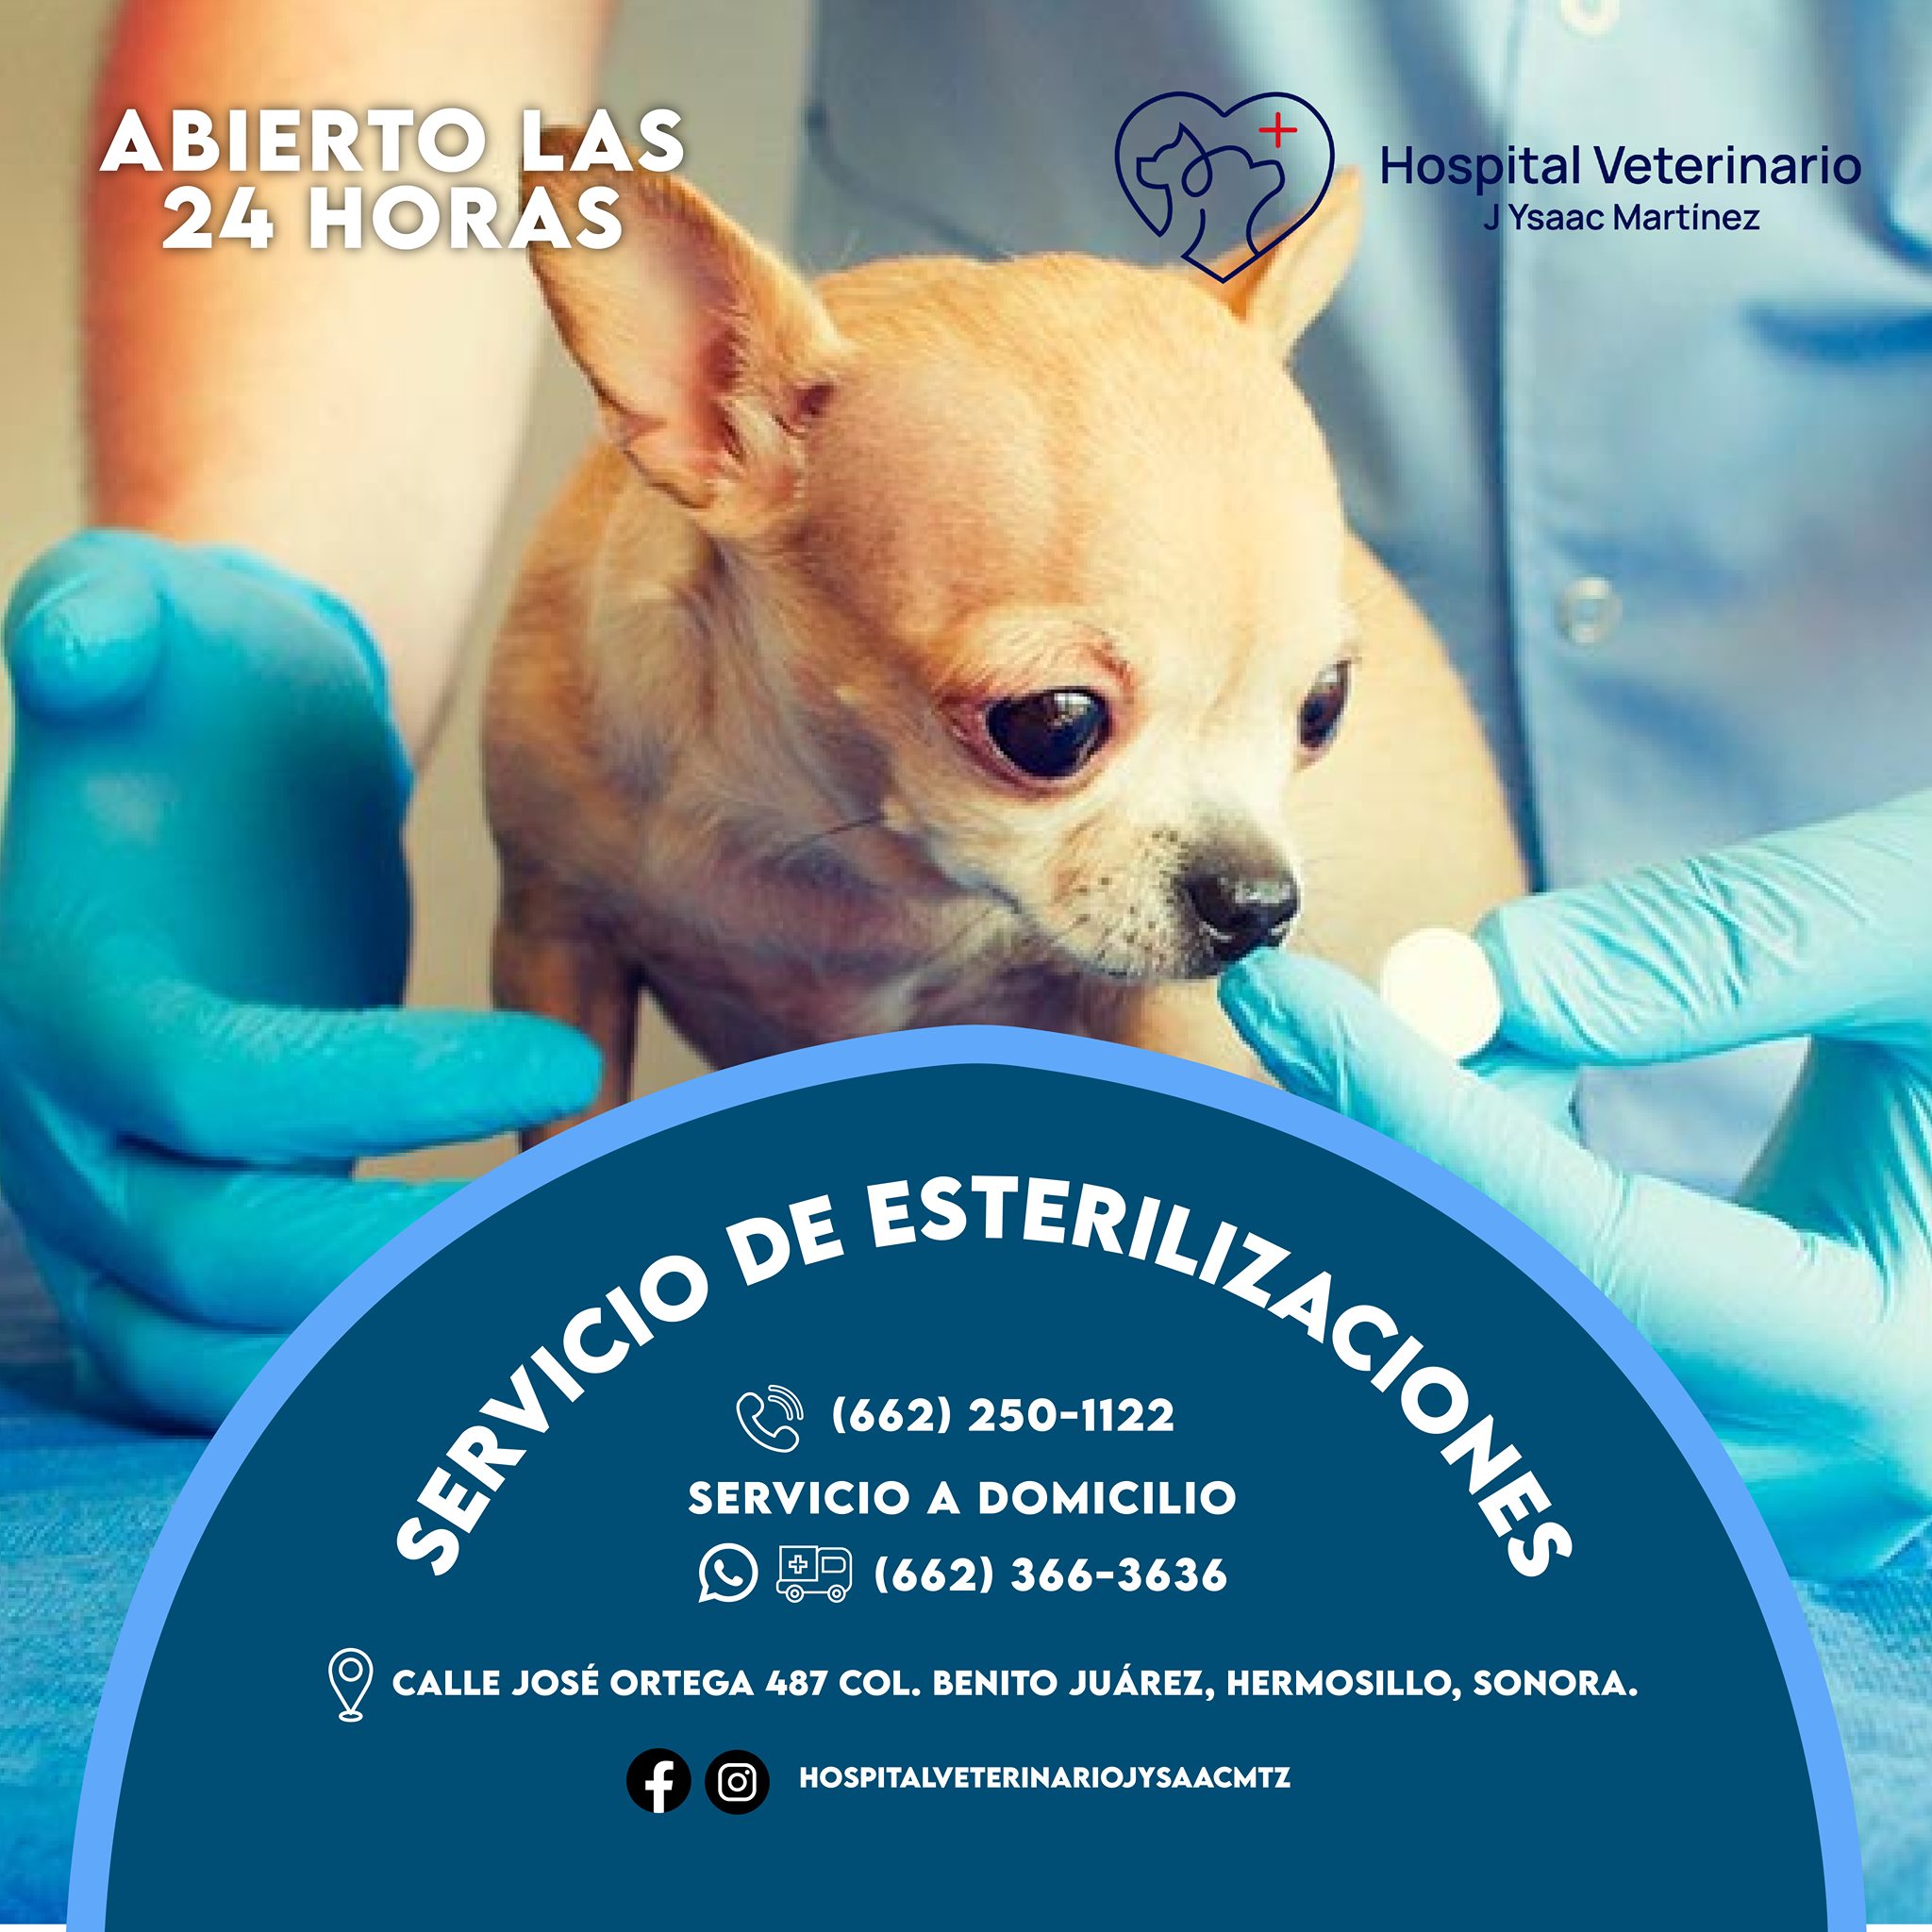 ABIERTO LAS
24 HORAS
Hospital Veterinario
J Ysaac Martínez
SERVICIO DE ESTERILIZACIONES
(662) 250-1122
SERVICIO A DOMICILIO
(662) 366-3636
CALLE JOSÉ ORTEGA 487 COL. BENITO JUÁREZ, HERMOSILLO, SONORA.
HOSPITALVETERINARIOJYSAACMTZ